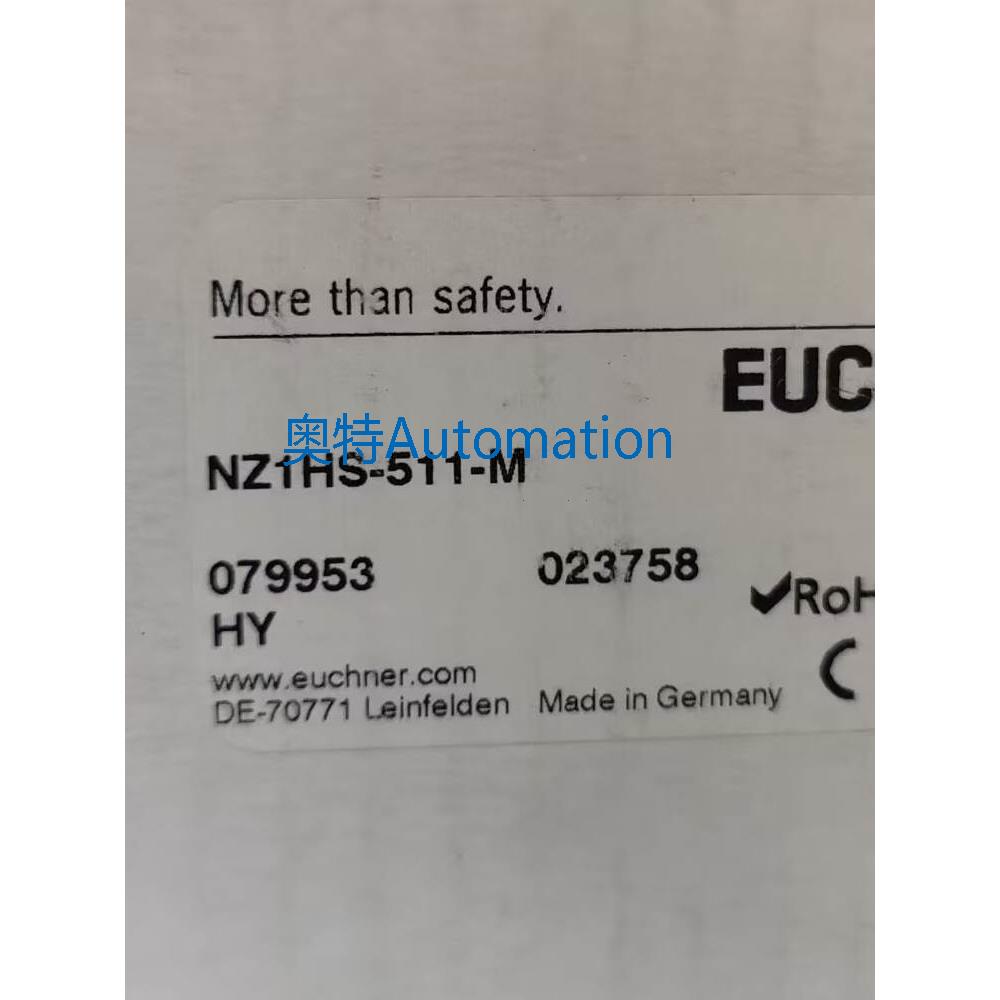 More than safety.
EUC
奥特Automation
NZ1HS-511-M
079953 023758
HY
RoH
www.euchner.com
DE-70771 Leinfelden Made in Germany
C